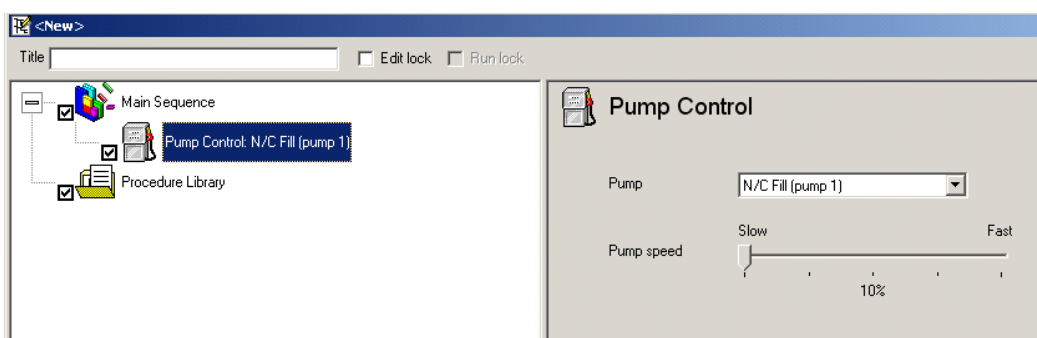 <New>
Title Edit lock Run lock
Main Sequence
Pump Control: N/C Fill (pump 1)
Procedure Library
Pump Control
Pump N/C Fill (pump 1)
Slow Fast
Pump speed
10%